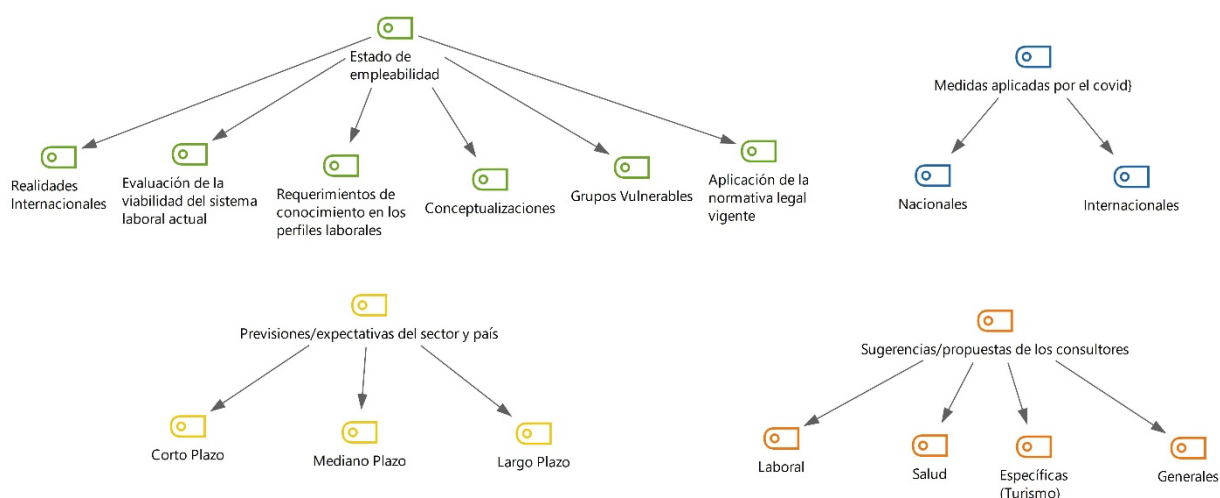 Estado de
empleabilidad
Realidades
Internacionales
Evaluación de la
viabilidad del sistema
laboral actual
Requerimientos de
conocimiento en los
perfiles laborales
Conceptualizaciones
Grupos Vulnerables
Aplicación de la
normativa legal
vigente
Medidas aplicadas por el covid}
Nacionales
Internacionales
Previsiones/expectativas del sector y país
Corto Plazo
Mediano Plazo
Largo Plazo
Sugerencias/propuestas de los consultores
Laboral
Salud
Específicas
(Turismo)
Generales